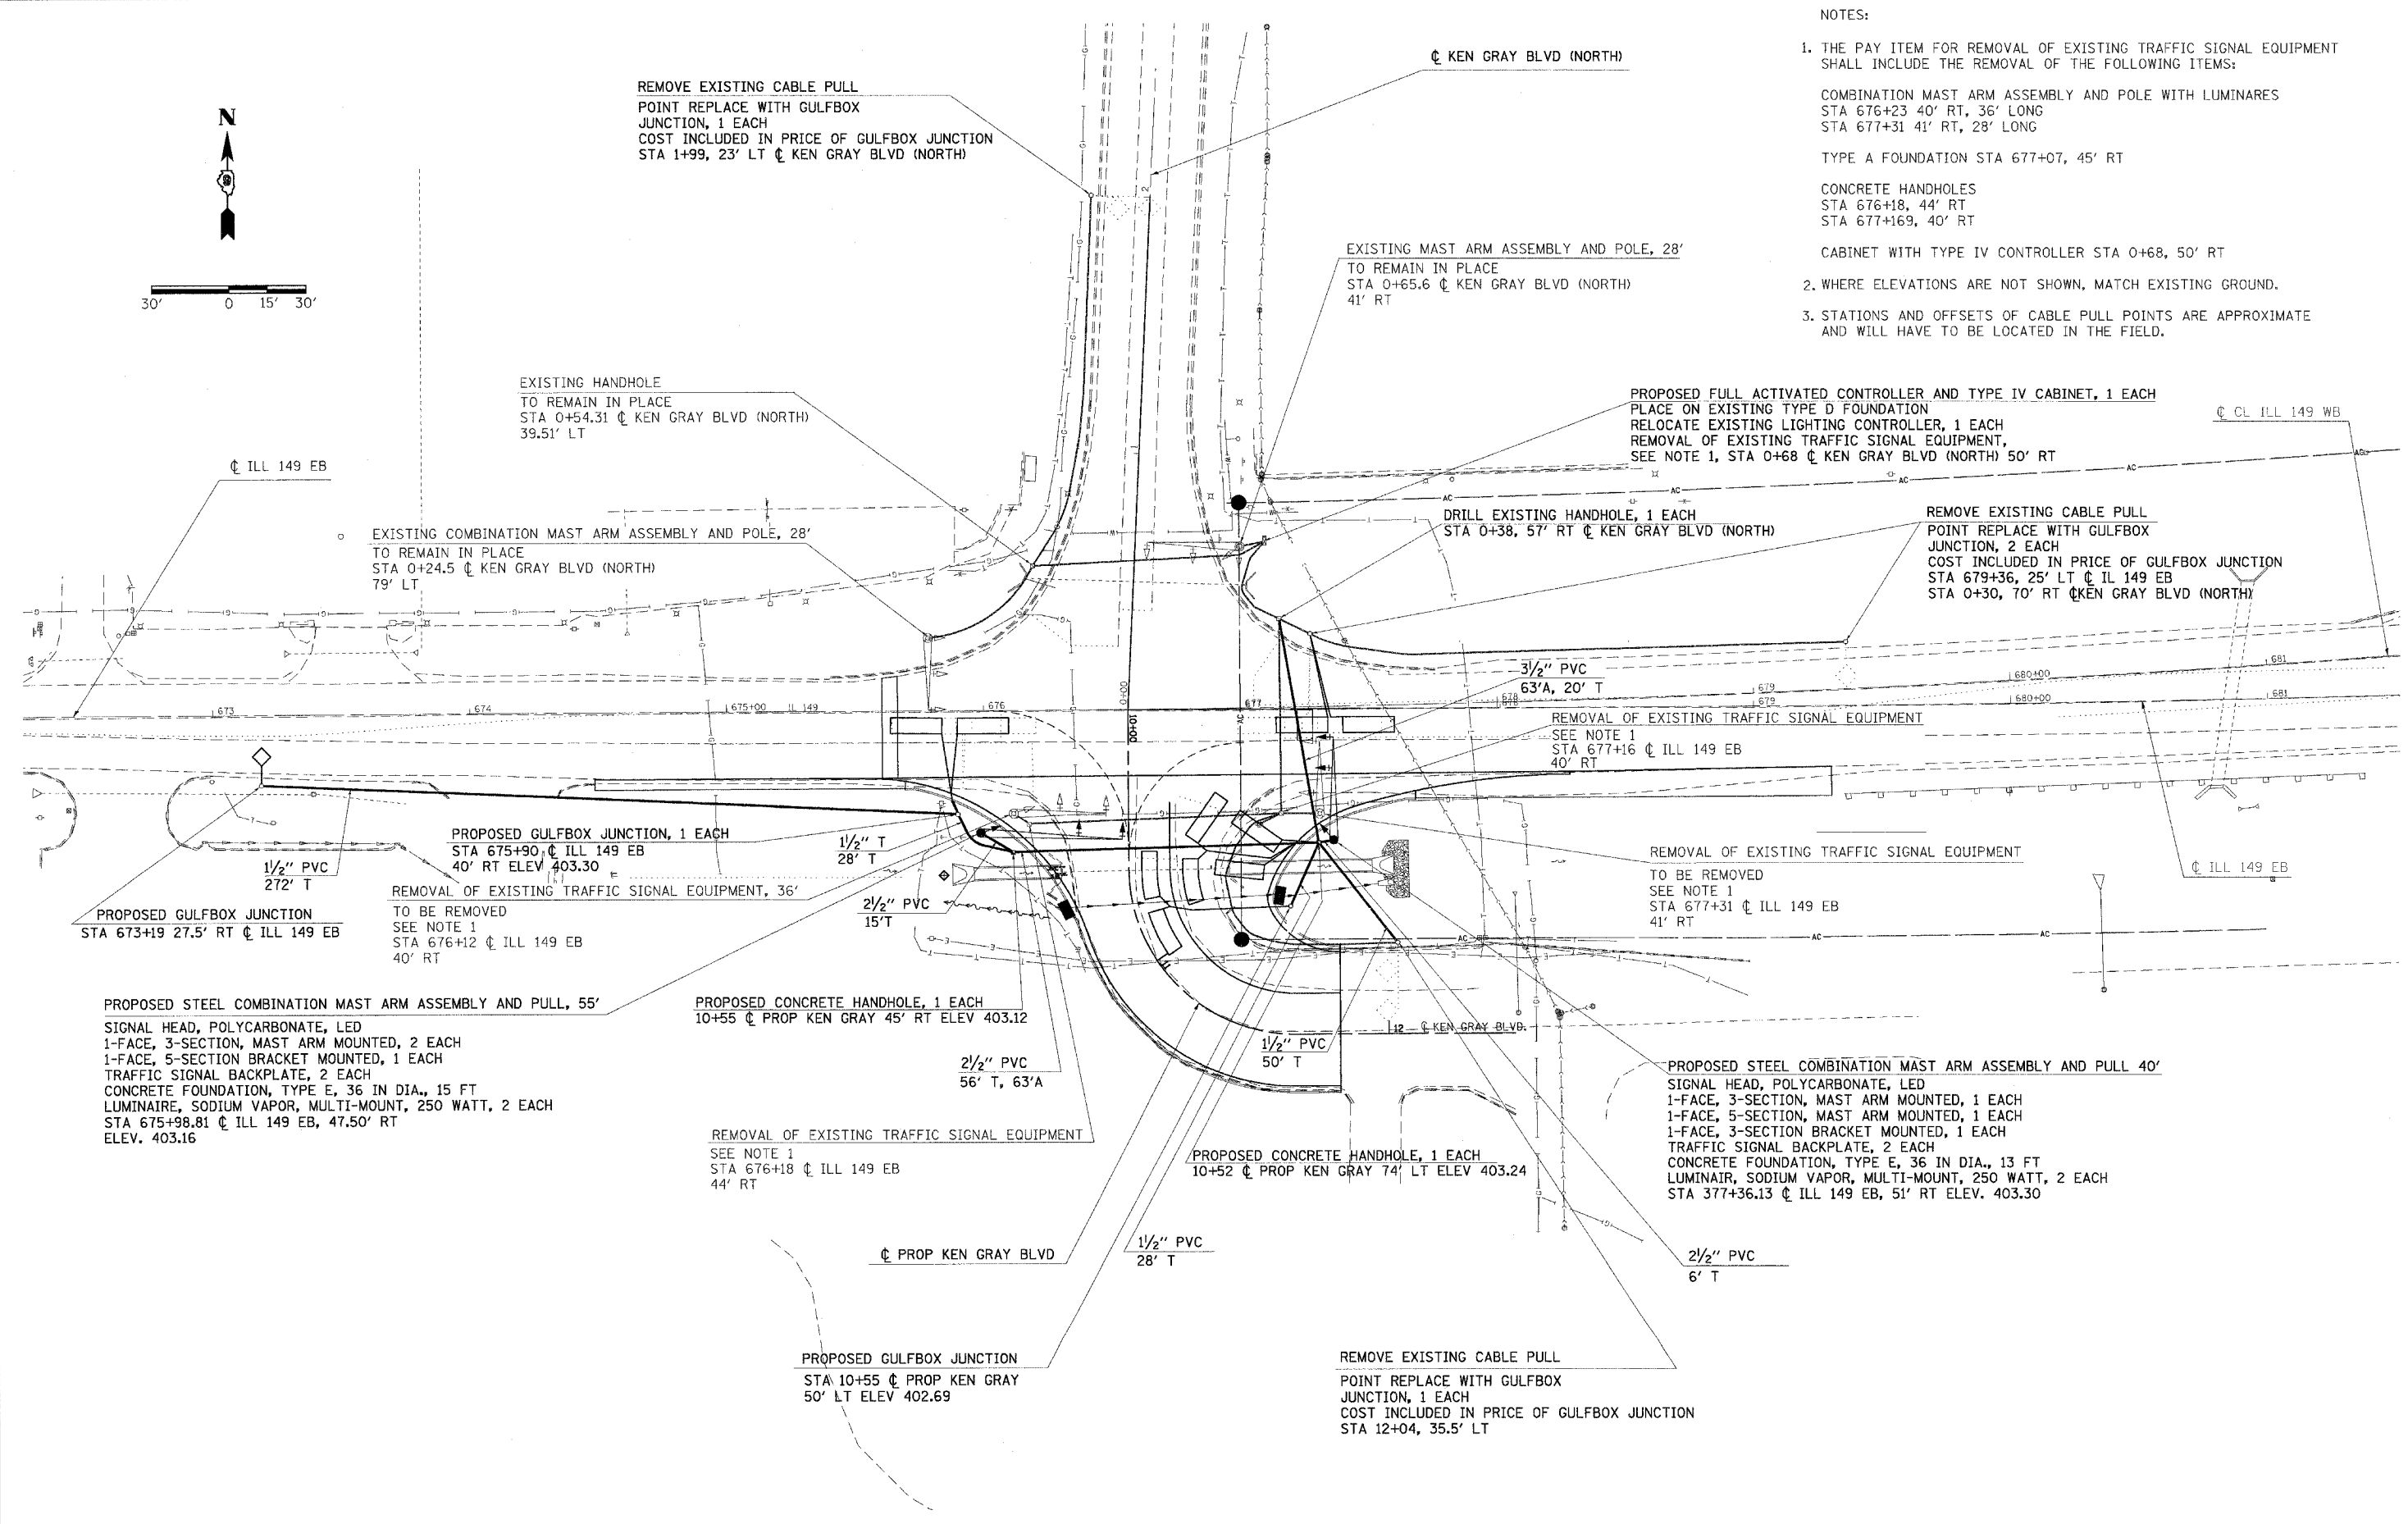 NOTES:
1. THE PAY ITEM FOR REMOVAL OF EXISTING TRAFFIC SIGNAL EQUIPMENT
SHALL INCLUDE THE REMOVAL OF THE FOLLOWING ITEMS:
COMBINATION MAST ARM ASSEMBLY AND POLE WITH LUMINARES
STA 676+23 40' RT, 36' LONG
STA 677+31 41' RT, 28' LONG
TYPE A FOUNDATION STA 677+07, 45' RT
CONCRETE HANDHOLES
STA 676+18, 44' RT
STA 677+169, 40' RT
CABINET WITH TYPE IV CONTROLLER STA 0+68, 50' RT
2. WHERE ELEVATIONS ARE NOT SHOWN, MATCH EXISTING GROUND.
3. STATIONS AND OFFSETS OF CABLE PULL POINTS ARE APPROXIMATE
AND WILL HAVE TO BE LOCATED IN THE FIELD.
℄ KEN GRAY BLVD (NORTH)
REMOVE EXISTING CABLE PULL
POINT REPLACE WITH GULFBOX
JUNCTION, 1 EACH
COST INCLUDED IN PRICE OF GULFBOX JUNCTION
STA 1+99, 23' LT ℄ KEN GRAY BLVD (NORTH)
N
30' 0 15' 30'
EXISTING MAST ARM ASSEMBLY AND POLE, 28'
TO REMAIN IN PLACE
STA 0+65.6 ℄ KEN GRAY BLVD (NORTH)
41' RT
EXISTING HANDHOLE
TO REMAIN IN PLACE
STA 0+54.31 ℄ KEN GRAY BLVD (NORTH)
39.51' LT
PROPOSED FULL ACTIVATED CONTROLLER AND TYPE IV CABINET, 1 EACH
PLACE ON EXISTING TYPE D FOUNDATION
RELOCATE EXISTING LIGHTING CONTROLLER, 1 EACH
REMOVAL OF EXISTING TRAFFIC SIGNAL EQUIPMENT,
SEE NOTE 1, STA 0+68 ℄ KEN GRAY BLVD (NORTH) 50' RT
℄ CL ILL 149 WB
℄ ILL 149 EB
EXISTING COMBINATION MAST ARM ASSEMBLY AND POLE, 28'
TO REMAIN IN PLACE
STA 0+24.5 ℄ KEN GRAY BLVD (NORTH)
79' LT
DRILL EXISTING HANDHOLE, 1 EACH
STA 0+38, 57' RT ℄ KEN GRAY BLVD (NORTH)
REMOVE EXISTING CABLE PULL
POINT REPLACE WITH GULFBOX
JUNCTION, 2 EACH
COST INCLUDED IN PRICE OF GULFBOX JUNCTION
STA 679+36, 25' LT ℄ IL 149 EB
STA 0+30, 70' RT ℄KEN GRAY BLVD (NORTH)
3½" PVC
63'A, 20' T
673 674 675+00 IL 149 676 677 678 679 680+00 681
678 679 680+00 681
0+00
10+00
REMOVAL OF EXISTING TRAFFIC SIGNAL EQUIPMENT
SEE NOTE 1
STA 677+16 ℄ ILL 149 EB
40' RT
PROPOSED GULFBOX JUNCTION, 1 EACH
STA 675+90 ℄ ILL 149 EB
40' RT ELEV 403.30
1½" T
28' T
1½" PVC
272' T
REMOVAL OF EXISTING TRAFFIC SIGNAL EQUIPMENT
TO BE REMOVED
SEE NOTE 1
STA 677+31 ℄ ILL 149 EB
41' RT
℄ ILL 149 EB
REMOVAL OF EXISTING TRAFFIC SIGNAL EQUIPMENT, 36'
TO BE REMOVED
SEE NOTE 1
STA 676+12 ℄ ILL 149 EB
40' RT
2½" PVC
15'T
PROPOSED GULFBOX JUNCTION
STA 673+19 27.5' RT ℄ ILL 149 EB
PROPOSED STEEL COMBINATION MAST ARM ASSEMBLY AND PULL, 55'
SIGNAL HEAD, POLYCARBONATE, LED
1-FACE, 3-SECTION, MAST ARM MOUNTED, 2 EACH
1-FACE, 5-SECTION BRACKET MOUNTED, 1 EACH
TRAFFIC SIGNAL BACKPLATE, 2 EACH
CONCRETE FOUNDATION, TYPE E, 36 IN DIA., 15 FT
LUMINAIRE, SODIUM VAPOR, MULTI-MOUNT, 250 WATT, 2 EACH
STA 675+98.81 ℄ ILL 149 EB, 47.50' RT
ELEV. 403.16
PROPOSED CONCRETE HANDHOLE, 1 EACH
10+55 ℄ PROP KEN GRAY 45' RT ELEV 403.12
12 ℄ KEN GRAY BLVD.
1½" PVC
50' T
2½" PVC
56' T, 63'A
PROPOSED STEEL COMBINATION MAST ARM ASSEMBLY AND PULL 40'
SIGNAL HEAD, POLYCARBONATE, LED
1-FACE, 3-SECTION, MAST ARM MOUNTED, 1 EACH
1-FACE, 5-SECTION, MAST ARM MOUNTED, 1 EACH
1-FACE, 3-SECTION BRACKET MOUNTED, 1 EACH
TRAFFIC SIGNAL BACKPLATE, 2 EACH
CONCRETE FOUNDATION, TYPE E, 36 IN DIA., 13 FT
LUMINAIR, SODIUM VAPOR, MULTI-MOUNT, 250 WATT, 2 EACH
STA 377+36.13 ℄ ILL 149 EB, 51' RT ELEV. 403.30
REMOVAL OF EXISTING TRAFFIC SIGNAL EQUIPMENT
SEE NOTE 1
STA 676+18 ℄ ILL 149 EB
44' RT
PROPOSED CONCRETE HANDHOLE, 1 EACH
10+52 ℄ PROP KEN GRAY 74' LT ELEV 403.24
℄ PROP KEN GRAY BLVD
1½" PVC
28' T
2½" PVC
6' T
PROPOSED GULFBOX JUNCTION
STA 10+55 ℄ PROP KEN GRAY
50' LT ELEV 402.69
REMOVE EXISTING CABLE PULL
POINT REPLACE WITH GULFBOX
JUNCTION, 1 EACH
COST INCLUDED IN PRICE OF GULFBOX JUNCTION
STA 12+04, 35.5' LT